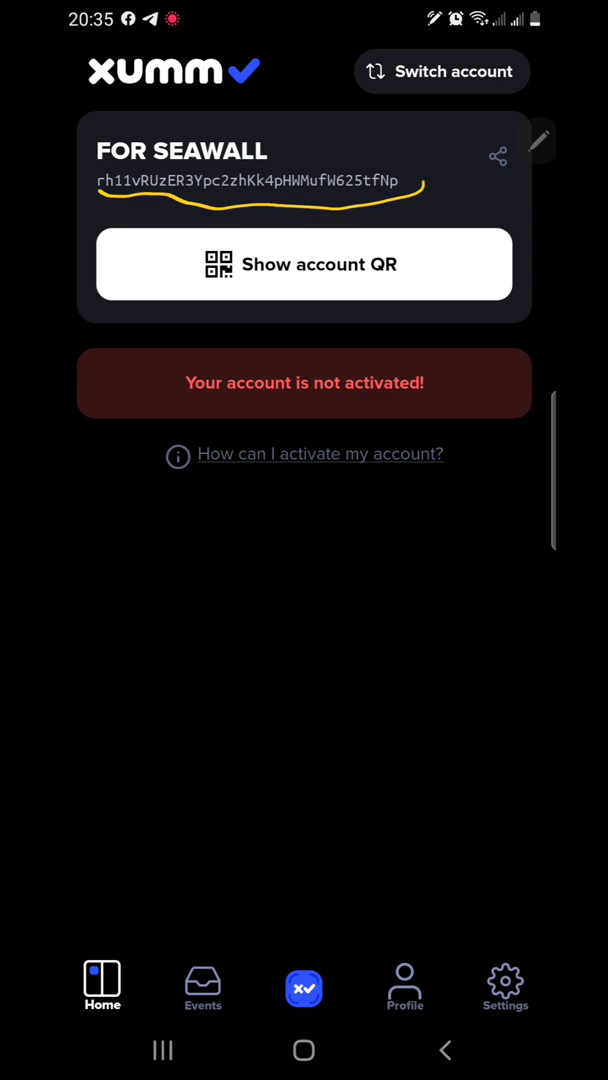 20:35
xumm
Switch account
FOR SEAWALL
rh11vRUzER3Ypc2zhKk4pHWMufW625tfNp
Show account QR
Your account is not activated!
How can I activate my account?
Home
Events
Profile
Settings